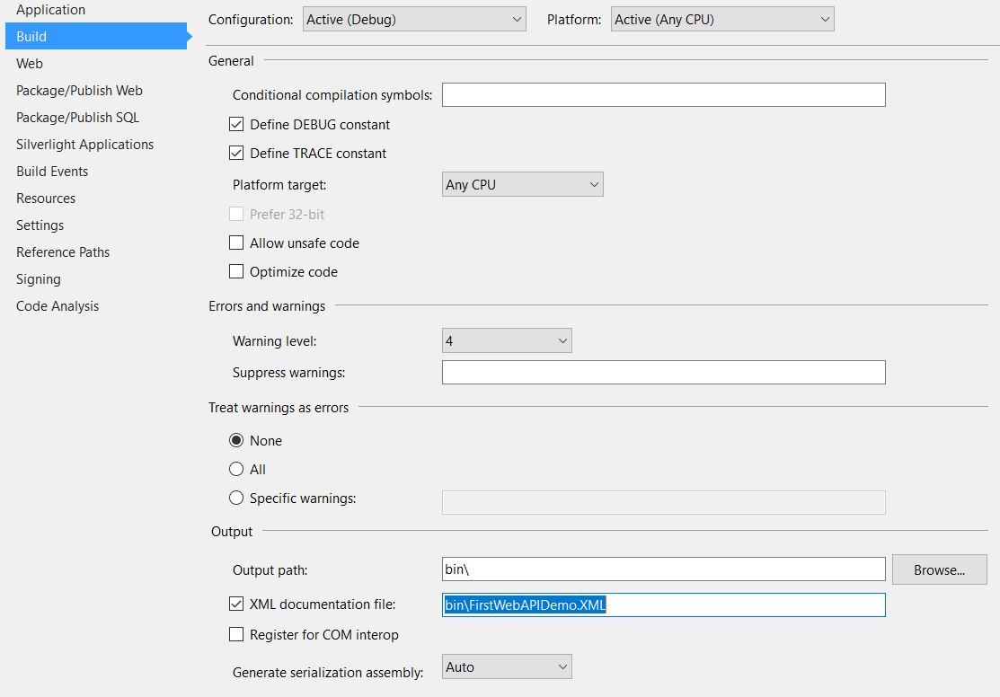 Application
Build
Web
Package/Publish Web
Package/Publish SQL
Silverlight Applications
Build Events
Resources
Settings
Reference Paths
Signing
Code Analysis
Configuration: Active (Debug) Platform: Active (Any CPU)
General
Conditional compilation symbols:
Define DEBUG constant
Define TRACE constant
Platform target: Any CPU
Prefer 32-bit
Allow unsafe code
Optimize code
Errors and warnings
Warning level: 4
Suppress warnings:
Treat warnings as errors
None
All
Specific warnings:
Output
Output path: bin\ Browse...
XML documentation file: bin\FirstWebAPIDemo.XML
Register for COM interop
Generate serialization assembly: Auto